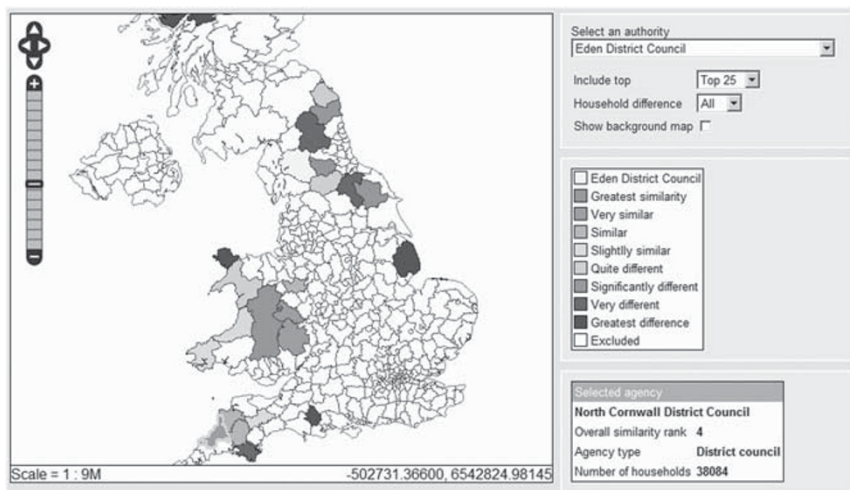 Select an authority
Eden District Council
Include top Top 25
Household difference All
Show background map
Eden District Council
Greatest similarity
Very similar
Similar
Slightlly similar
Quite different
Significantly different
Very different
Greatest difference
Excluded
Selected agency
North Cornwall District Council
Overall similarity rank 4
Agency type District council
Number of households 38084
Scale = 1 : 9M -502731.36600, 6542824.98145